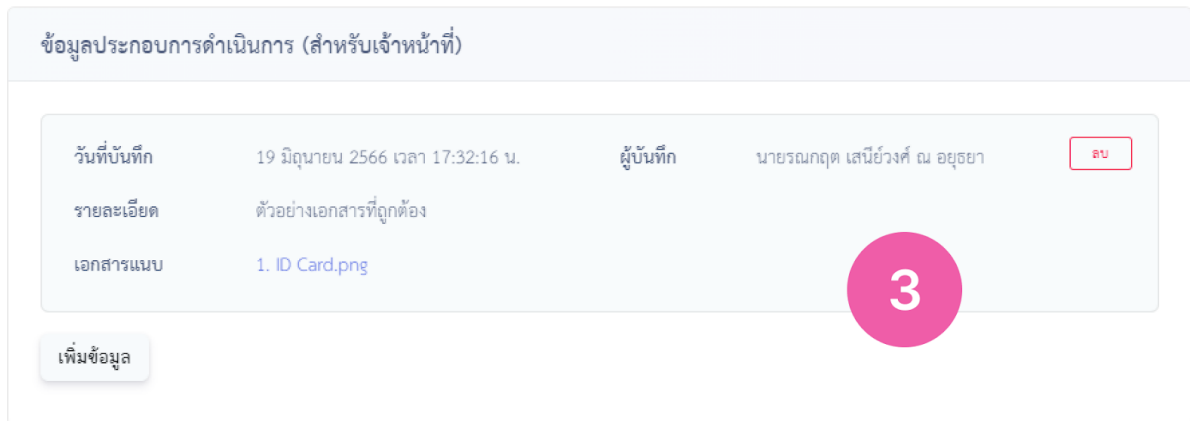 ข้อมูลประกอบการดำเนินการ (สำหรับเจ้าหน้าที่)
วันที่บันทึก 19 มิถุนายน 2566 เวลา 17:32:16 น. ผู้บันทึก นายรณกฤต เสนีย์วงศ์ ณ อยุธยา ลบ
รายละเอียด ตัวอย่างเอกสารที่ถูกต้อง
เอกสารแนบ 1. ID Card.png
3
เพิ่มข้อมูล